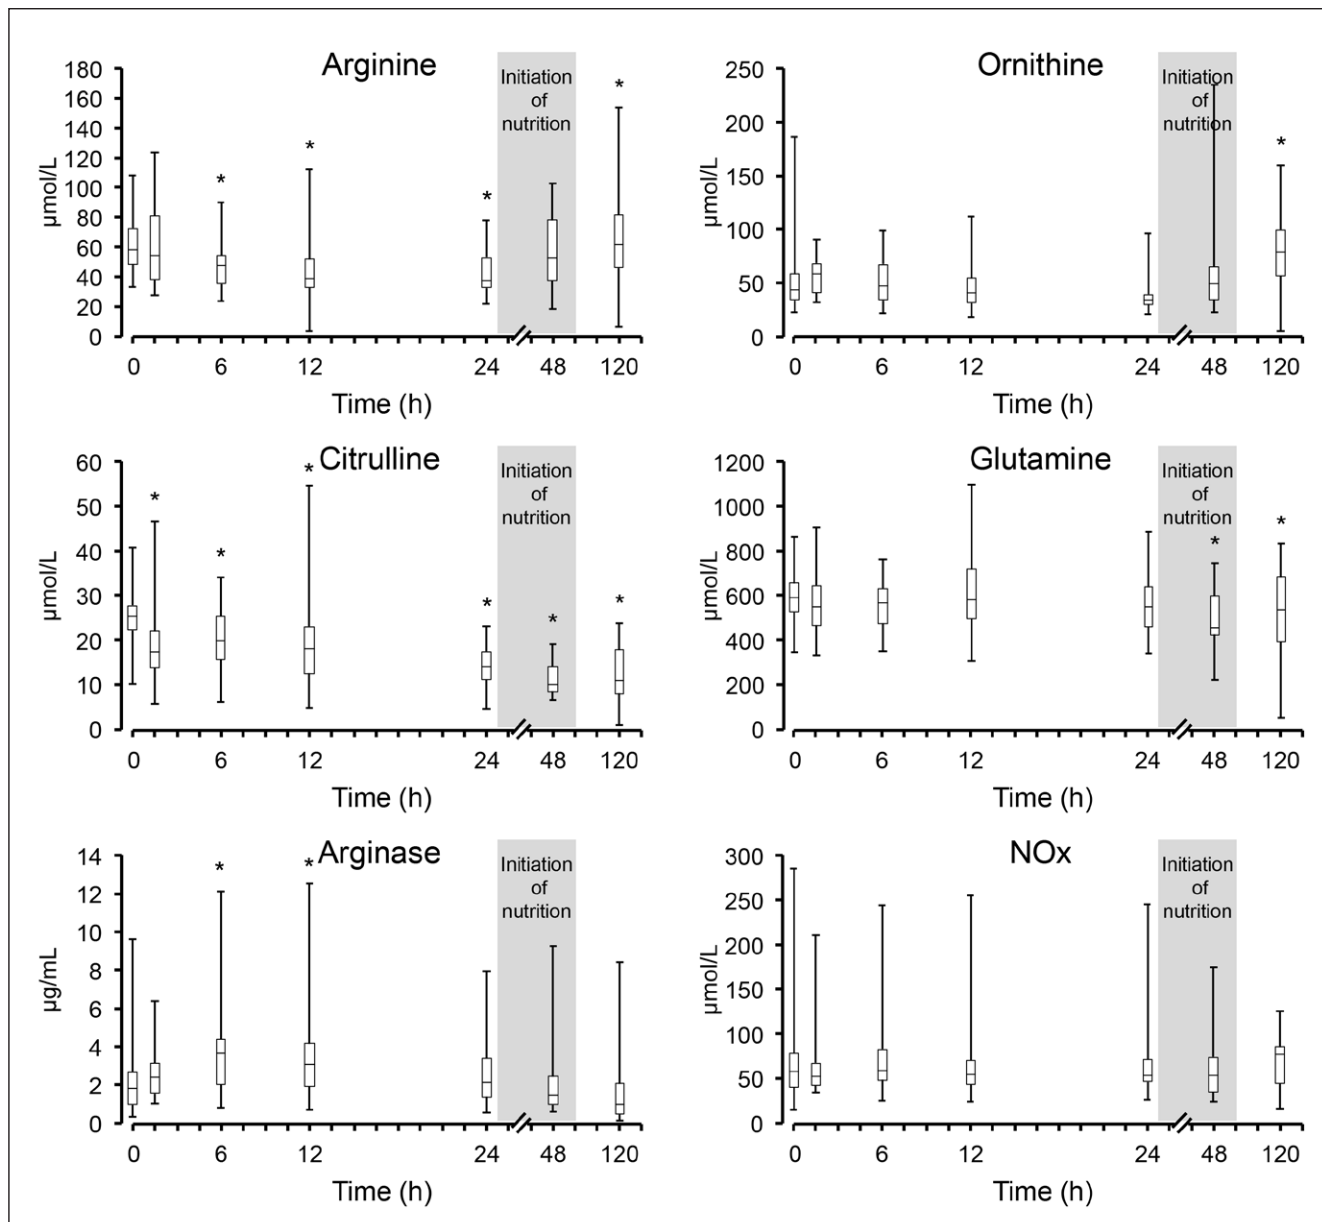 Arginine
Initiation
of
nutrition
µmol/L
180
160
140
120
100
80
60
40
20
0
* * * *
0 6 12 24 48 120
Time (h)
Ornithine
Initiation
of
nutrition
µmol/L
250
200
150
100
50
0
*
0 6 12 24 48 120
Time (h)
Citrulline
Initiation
of
nutrition
µmol/L
60
50
40
30
20
10
0
* * * * * *
0 6 12 24 48 120
Time (h)
Glutamine
Initiation
of
nutrition
µmol/L
1200
1000
800
600
400
200
0
* *
0 6 12 24 48 120
Time (h)
Arginase
Initiation
of
nutrition
µg/mL
14
12
10
8
6
4
2
0
* *
0 6 12 24 48 120
Time (h)
NOx
Initiation
of
nutrition
µmol/L
300
250
200
150
100
50
0
0 6 12 24 48 120
Time (h)